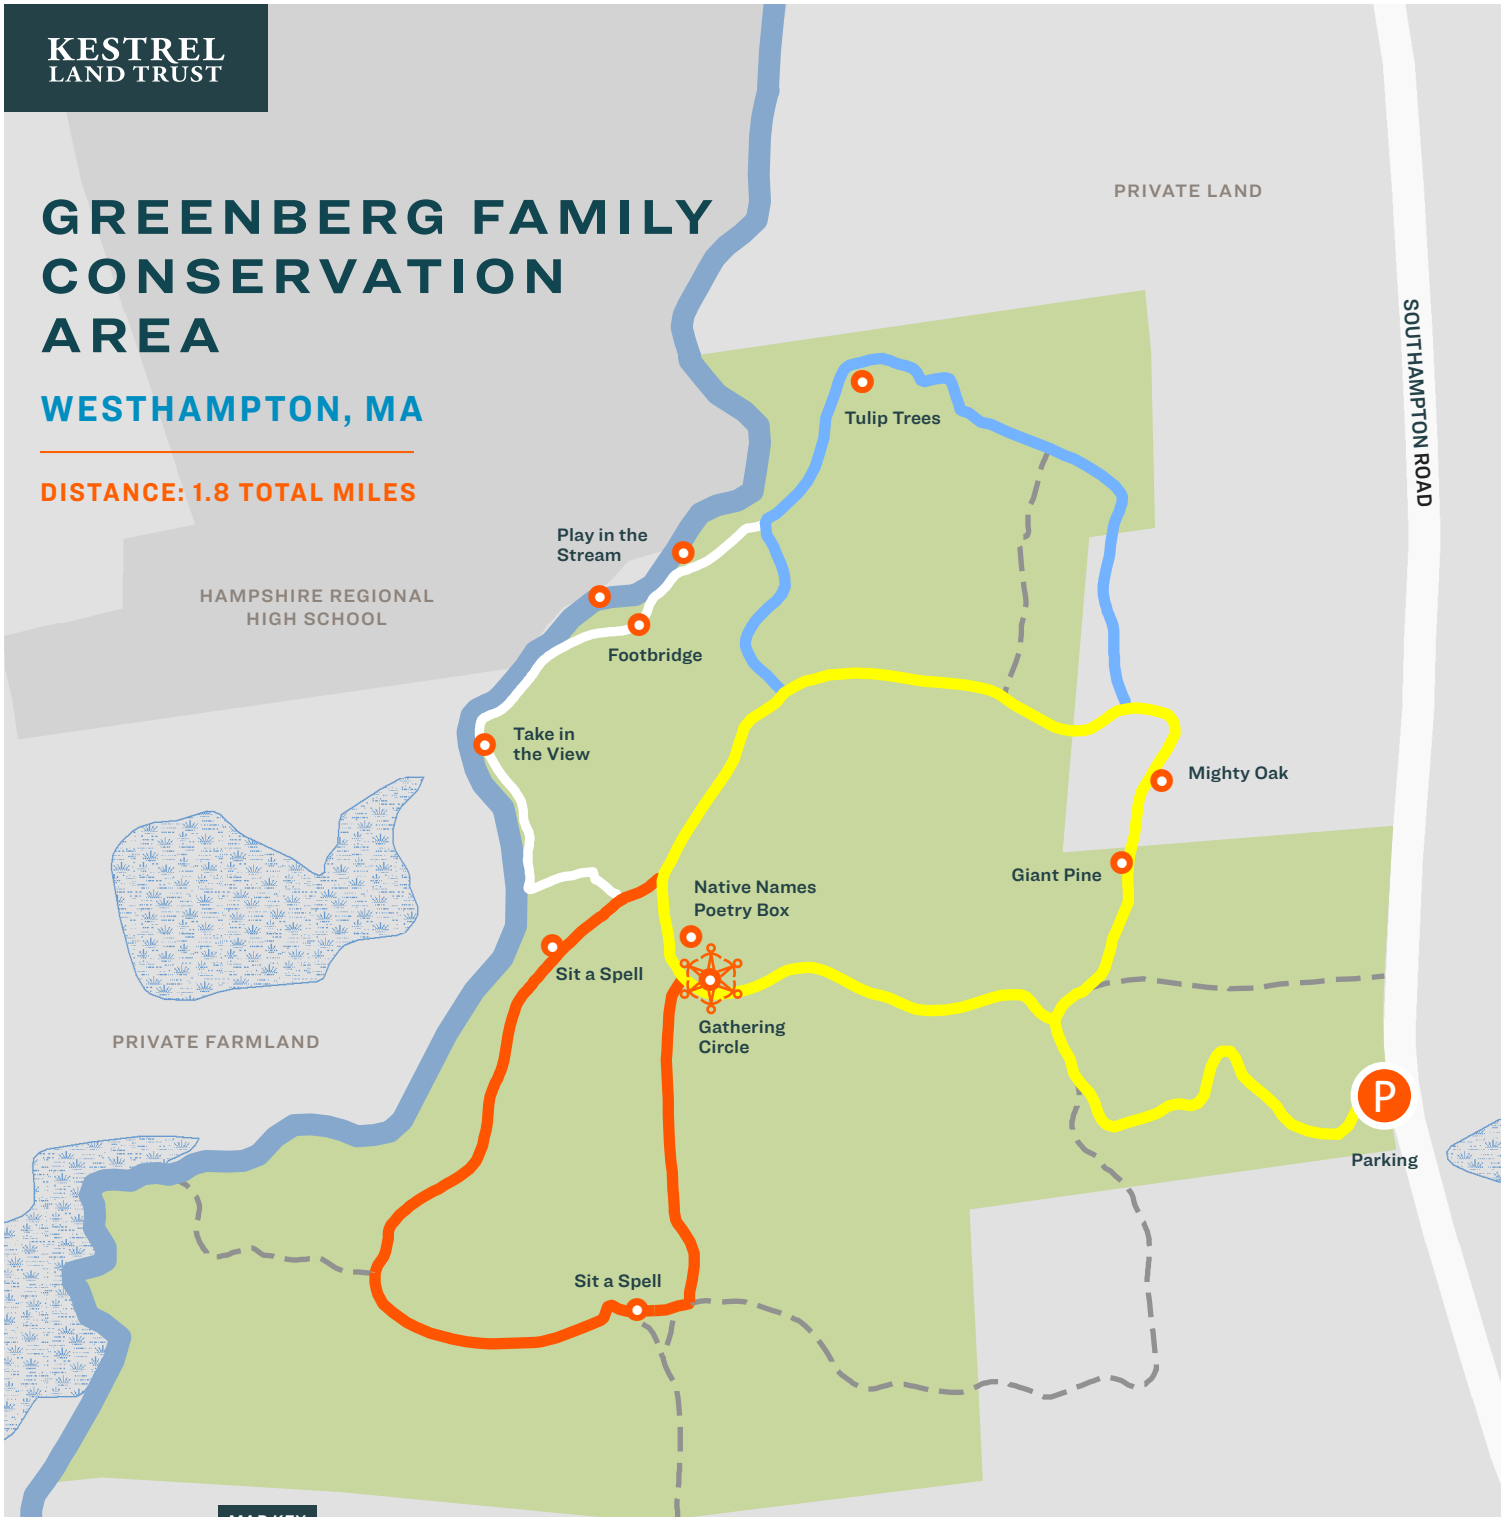 KESTREL
LAND TRUST
GREENBERG FAMILY
CONSERVATION
AREA
WESTHAMPTON, MA
DISTANCE: 1.8 TOTAL MILES
PRIVATE LAND
SOUTHAMPTON ROAD
Tulip Trees
Play in the
Stream
HAMPSHIRE REGIONAL
HIGH SCHOOL
Footbridge
Take in
the View
Mighty Oak
Giant Pine
Native Names
Poetry Box
Sit a Spell
Gathering
Circle
PRIVATE FARMLAND
P
Parking
Sit a Spell
MAP KEY